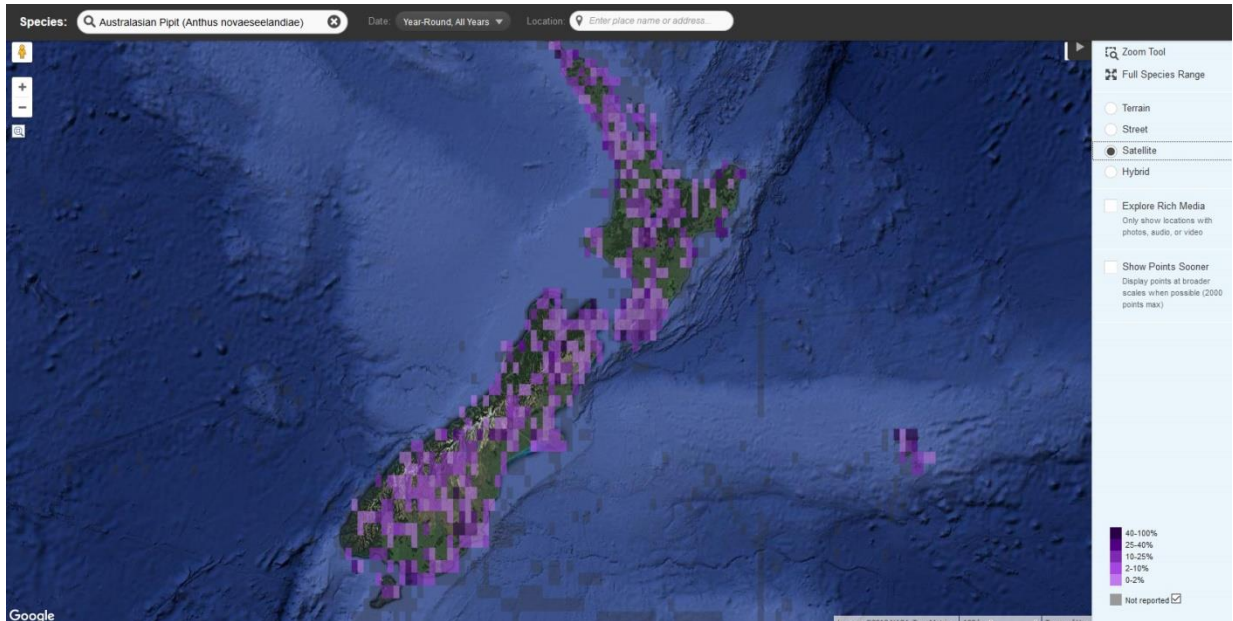 Species: Australasian Pipit (Anthus novaeseelandiae) Date: Year-Round, All Years Location: Enter place name or address...
Zoom Tool
Full Species Range
Terrain
Street
Satellite
Hybrid
Explore Rich Media
Only show locations with
photos, audio, or video
Show Points Sooner
Display points at broader
scales when possible (2000
points max)
40-100%
25-40%
10-25%
2-10%
0-2%
Not reported
Google